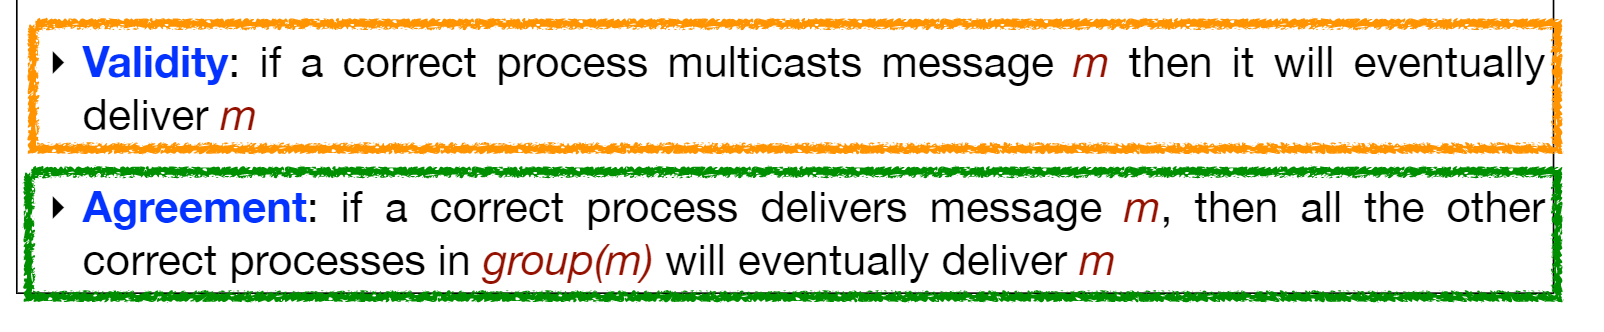 ‣ Validity: if a correct process multicasts message m then it will eventually
deliver m
‣ Agreement: if a correct process delivers message m, then all the other
correct processes in group(m) will eventually deliver m